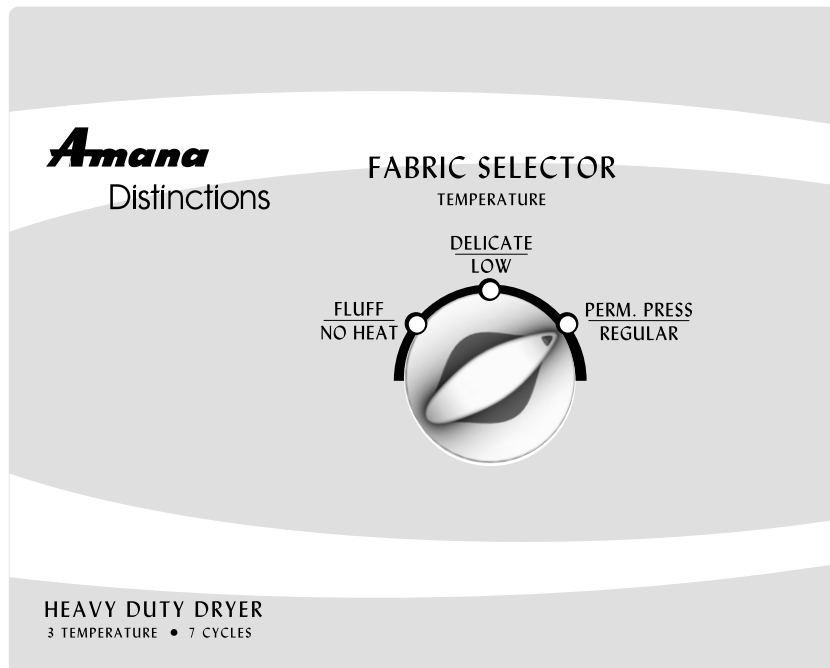 Amana
Distinctions
FABRIC SELECTOR
TEMPERATURE
DELICATE
LOW
FLUFF
NO HEAT
PERM. PRESS
REGULAR
HEAVY DUTY DRYER
3 TEMPERATURE • 7 CYCLES